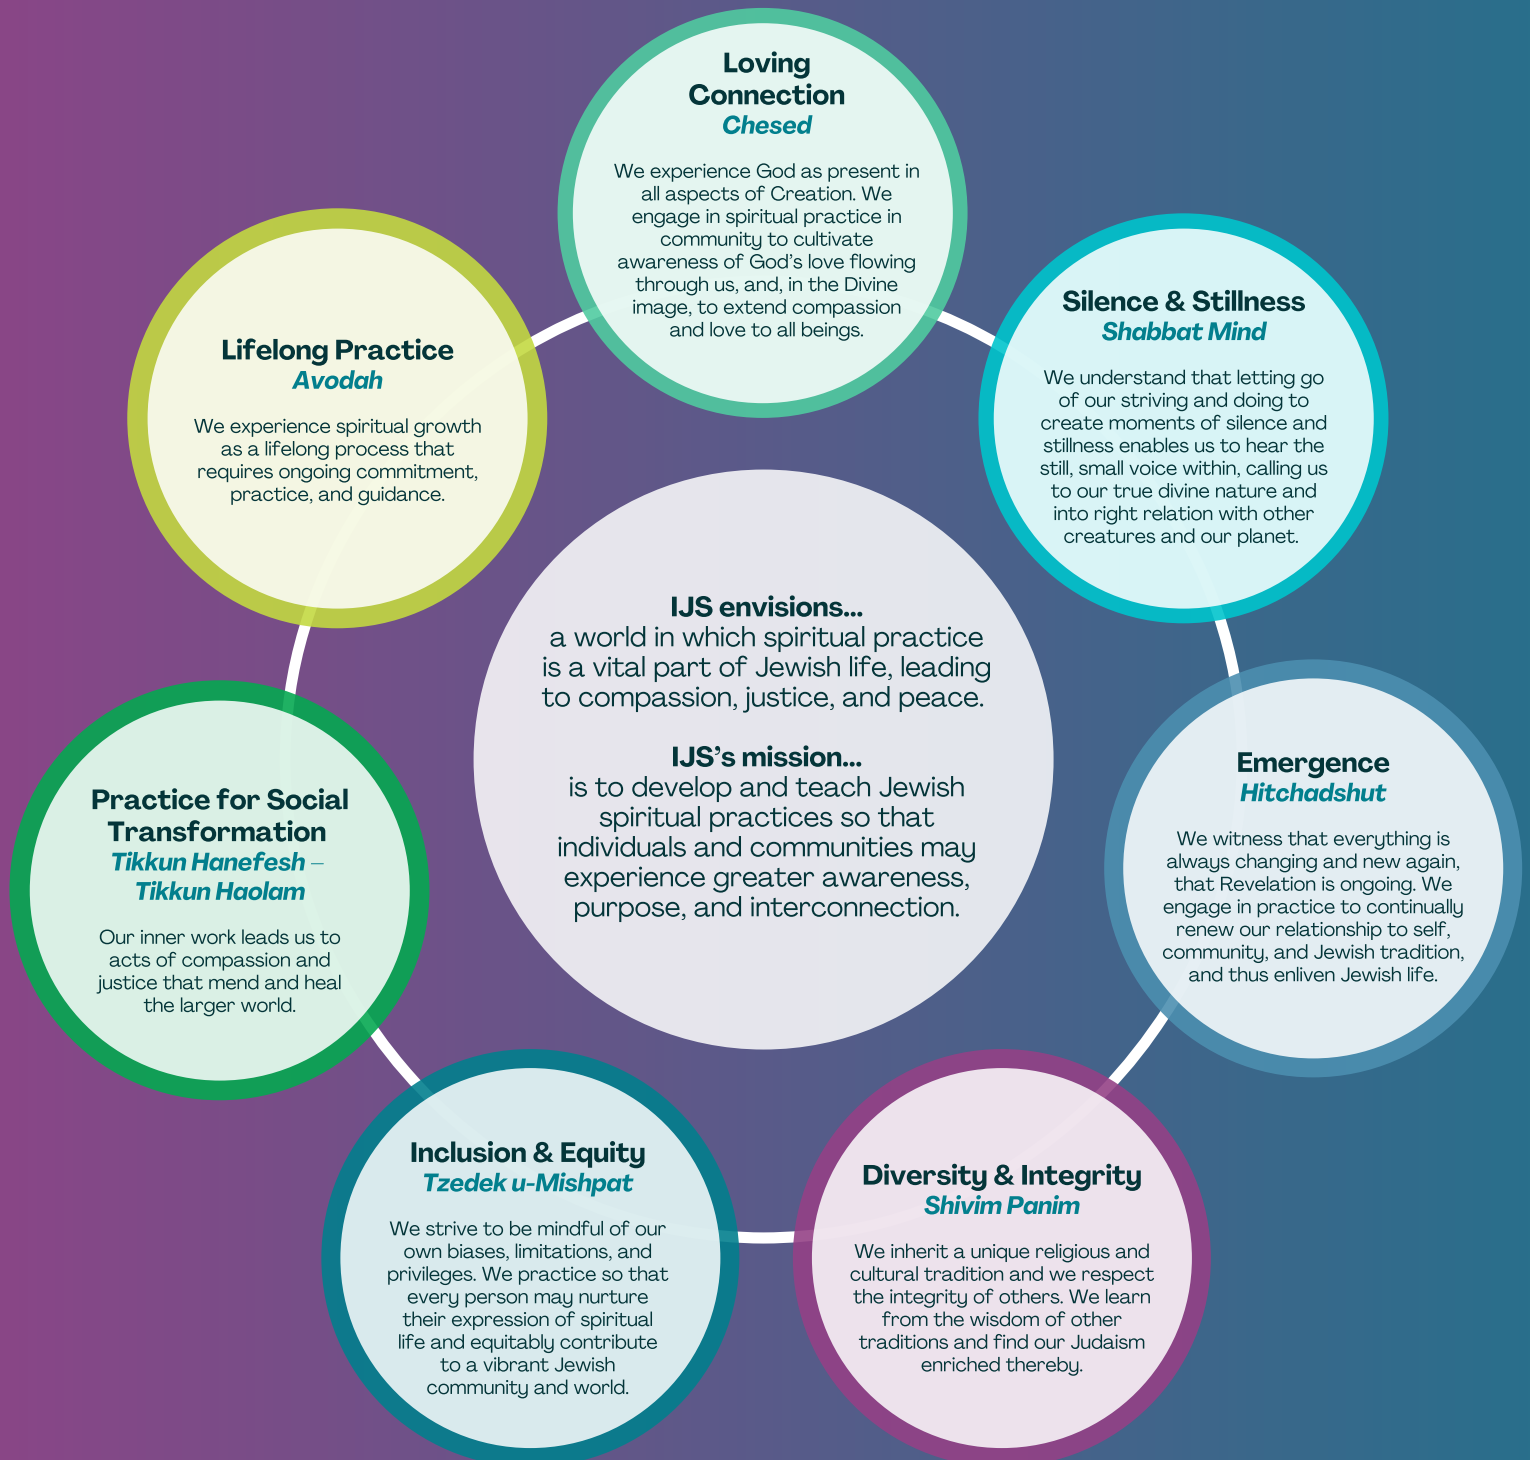 Loving
Connection
Chesed
We experience God as present in
all aspects of Creation. We
engage in spiritual practice in
community to cultivate
awareness of God's love flowing
through us, and, in the Divine
image, to extend compassion
and love to all beings.
Silence & Stillness
Shabbat Mind
We understand that letting go
of our striving and doing to
create moments of silence and
stillness enables us to hear the
still, small voice within, calling us
to our true divine nature and
into right relation with other
creatures and our planet.
Emergence
Hitchadshut
We witness that everything is
always changing and new again,
that Revelation is ongoing. We
engage in practice to continually
renew our relationship to self,
community, and Jewish tradition,
and thus enliven Jewish life.
Diversity & Integrity
Shivim Panim
We inherit a unique religious and
cultural tradition and we respect
the integrity of others. We learn
from the wisdom of other
traditions and find our Judaism
enriched thereby.
Inclusion & Equity
Tzedek u-Mishpat
We strive to be mindful of our
own biases, limitations, and
privileges. We practice so that
every person may nurture
their expression of spiritual
life and equitably contribute
to a vibrant Jewish
community and world.
Practice for Social
Transformation
Tikkun Hanefesh –
Tikkun Haolam
Our inner work leads us to
acts of compassion and
justice that mend and heal
the larger world.
Lifelong Practice
Avodah
We experience spiritual growth
as a lifelong process that
requires ongoing commitment,
practice, and guidance.
IJS envisions...
a world in which spiritual practice
is a vital part of Jewish life, leading
to compassion, justice, and peace.
IJS's mission...
is to develop and teach Jewish
spiritual practices so that
individuals and communities may
experience greater awareness,
purpose, and interconnection.